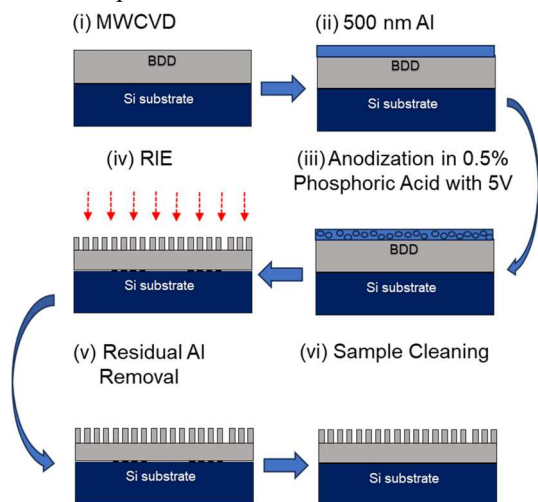 (i) MWCVD
BDD
Si substrate
(ii) 500 nm Al
BDD
Si substrate
(iii) Anodization in 0.5%
Phosphoric Acid with 5V
BDD
Si substrate
(iv) RIE
Si substrate
(v) Residual Al
Removal
Si substrate
(vi) Sample Cleaning
Si substrate